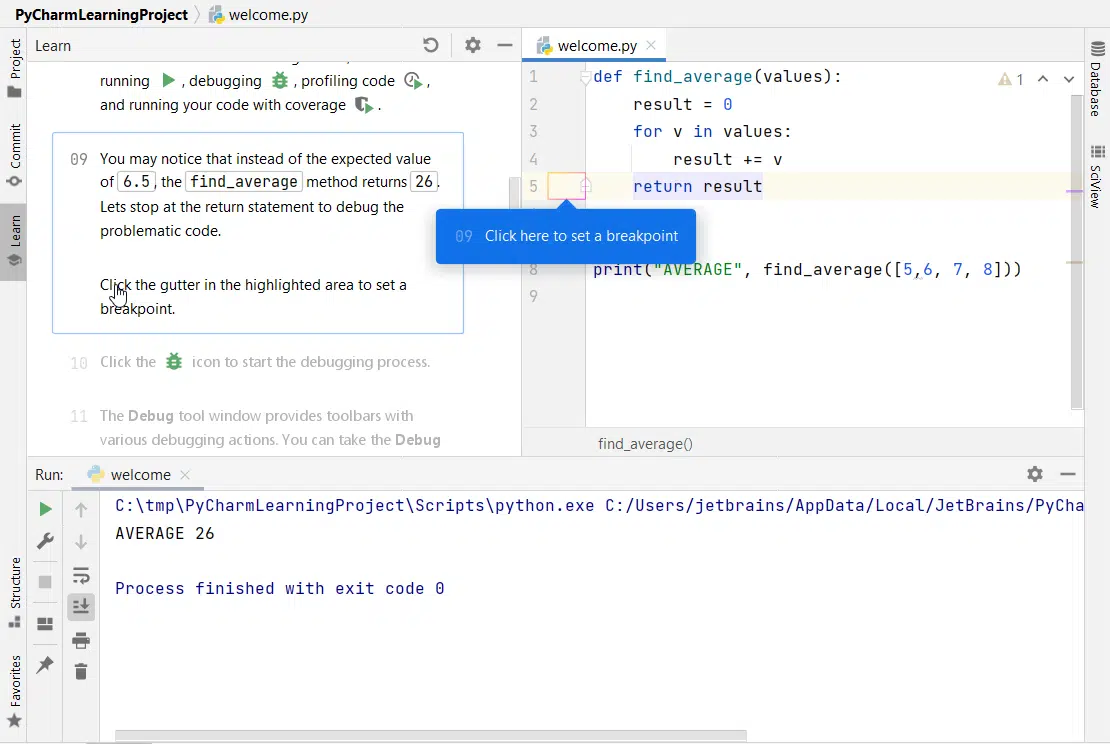 PyCharmLearningProject welcome.py
Project
Commit
Learn
Structure
Favorites
Learn
running , debugging , profiling code ,
and running your code with coverage .
09 You may notice that instead of the expected value
of 6.5, the find_average method returns 26.
Lets stop at the return statement to debug the
problematic code.
Click the gutter in the highlighted area to set a
breakpoint.
10 Click the icon to start the debugging process.
11 The Debug tool window provides toolbars with
various debugging actions. You can take the Debug
welcome.py
1
1 def find_average(values):
2 result = 0
3 for v in values:
4 result += v
5 return result
09 Click here to set a breakpoint
8 print("AVERAGE", find_average([5,6, 7, 8]))
9
find_average()
Database
SciView
Run: welcome
C:\tmp\PyCharmLearningProject\Scripts\python.exe C:/Users/jetbrains/AppData/Local/JetBrains/PyCha
AVERAGE 26
Process finished with exit code 0